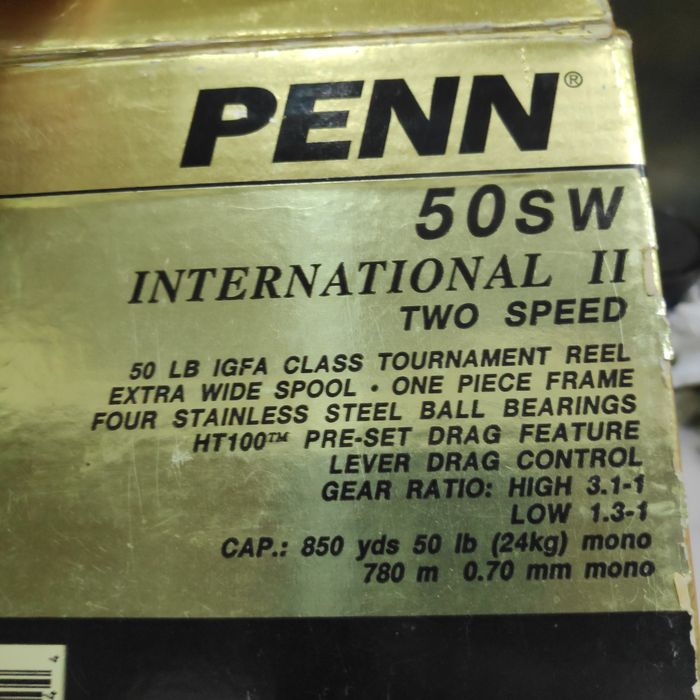 PENN®
50SW
INTERNATIONAL II
TWO SPEED
50 LB IGFA CLASS TOURNAMENT REEL
EXTRA WIDE SPOOL • ONE PIECE FRAME
FOUR STAINLESS STEEL BALL BEARINGS
HT100™ PRE-SET DRAG FEATURE
LEVER DRAG CONTROL
GEAR RATIO: HIGH 3.1-1
LOW 1.3-1
CAP.: 850 yds 50 lb (24kg) mono
780 m 0.70 mm mono